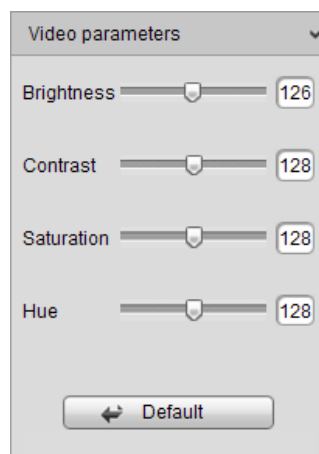 Video parameters
Brightness 126
Contrast 128
Saturation 128
Hue 128
Default